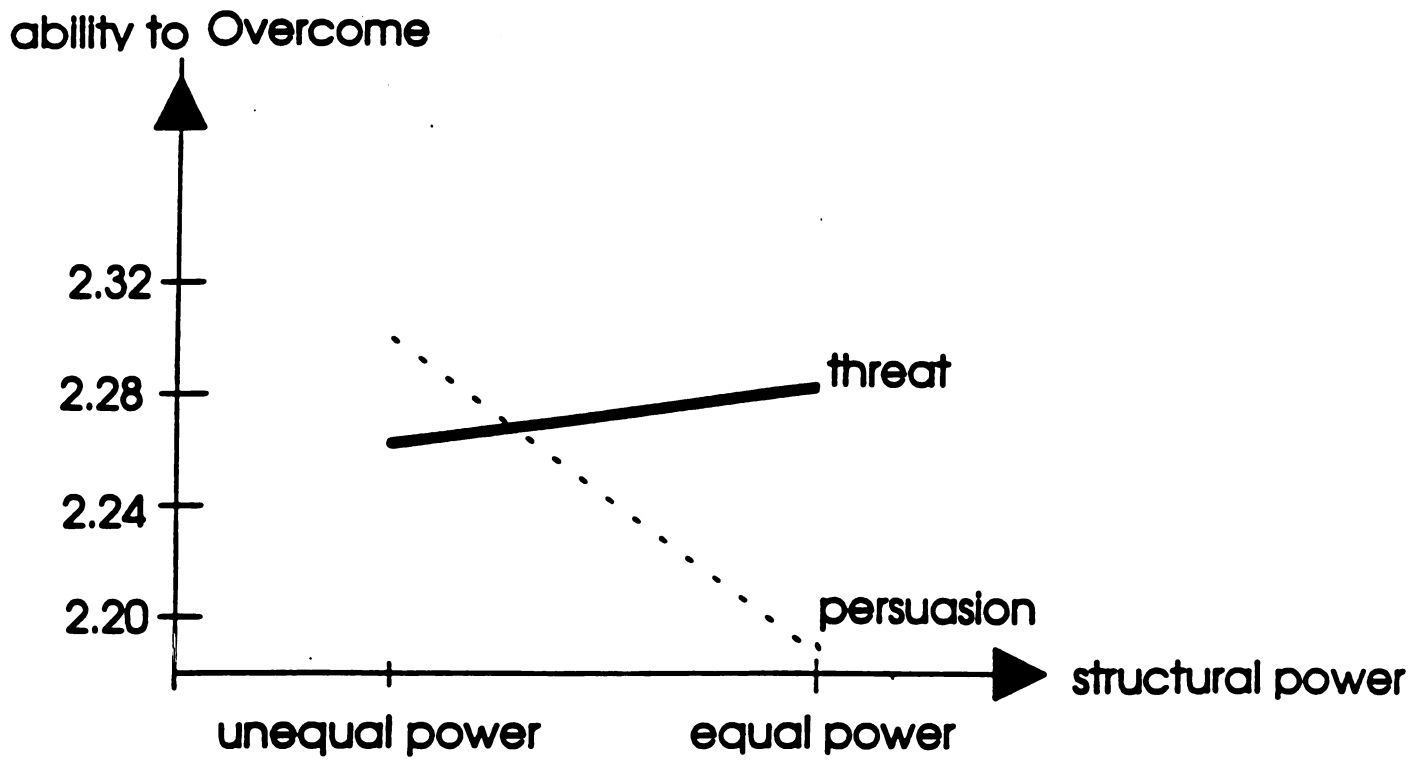 ability to Overcome
2.32
2.28
2.24
2.20
threat
persuasion
structural power
unequal power
equal power